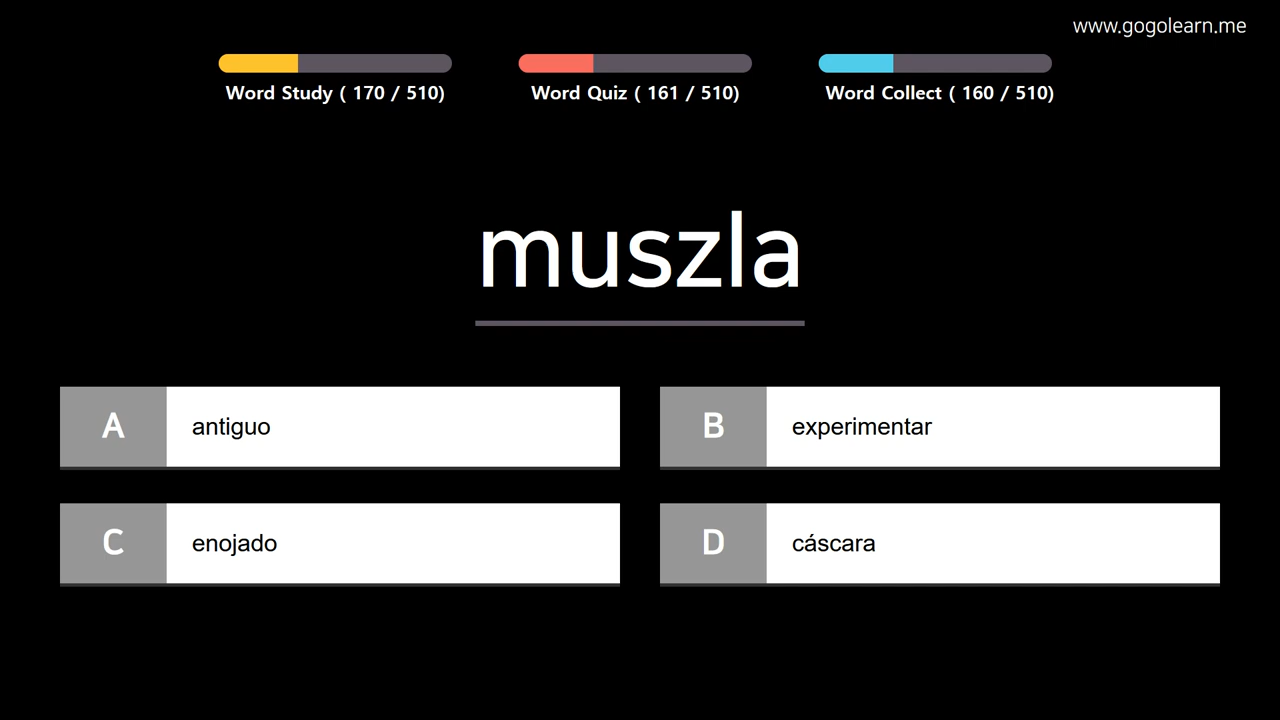 www.gogolearn.me
Word Study ( 170 / 510)
Word Quiz ( 161 / 510)
Word Collect ( 160 / 510)
muszla
A antiguo
B experimentar
C enojado
D cáscara